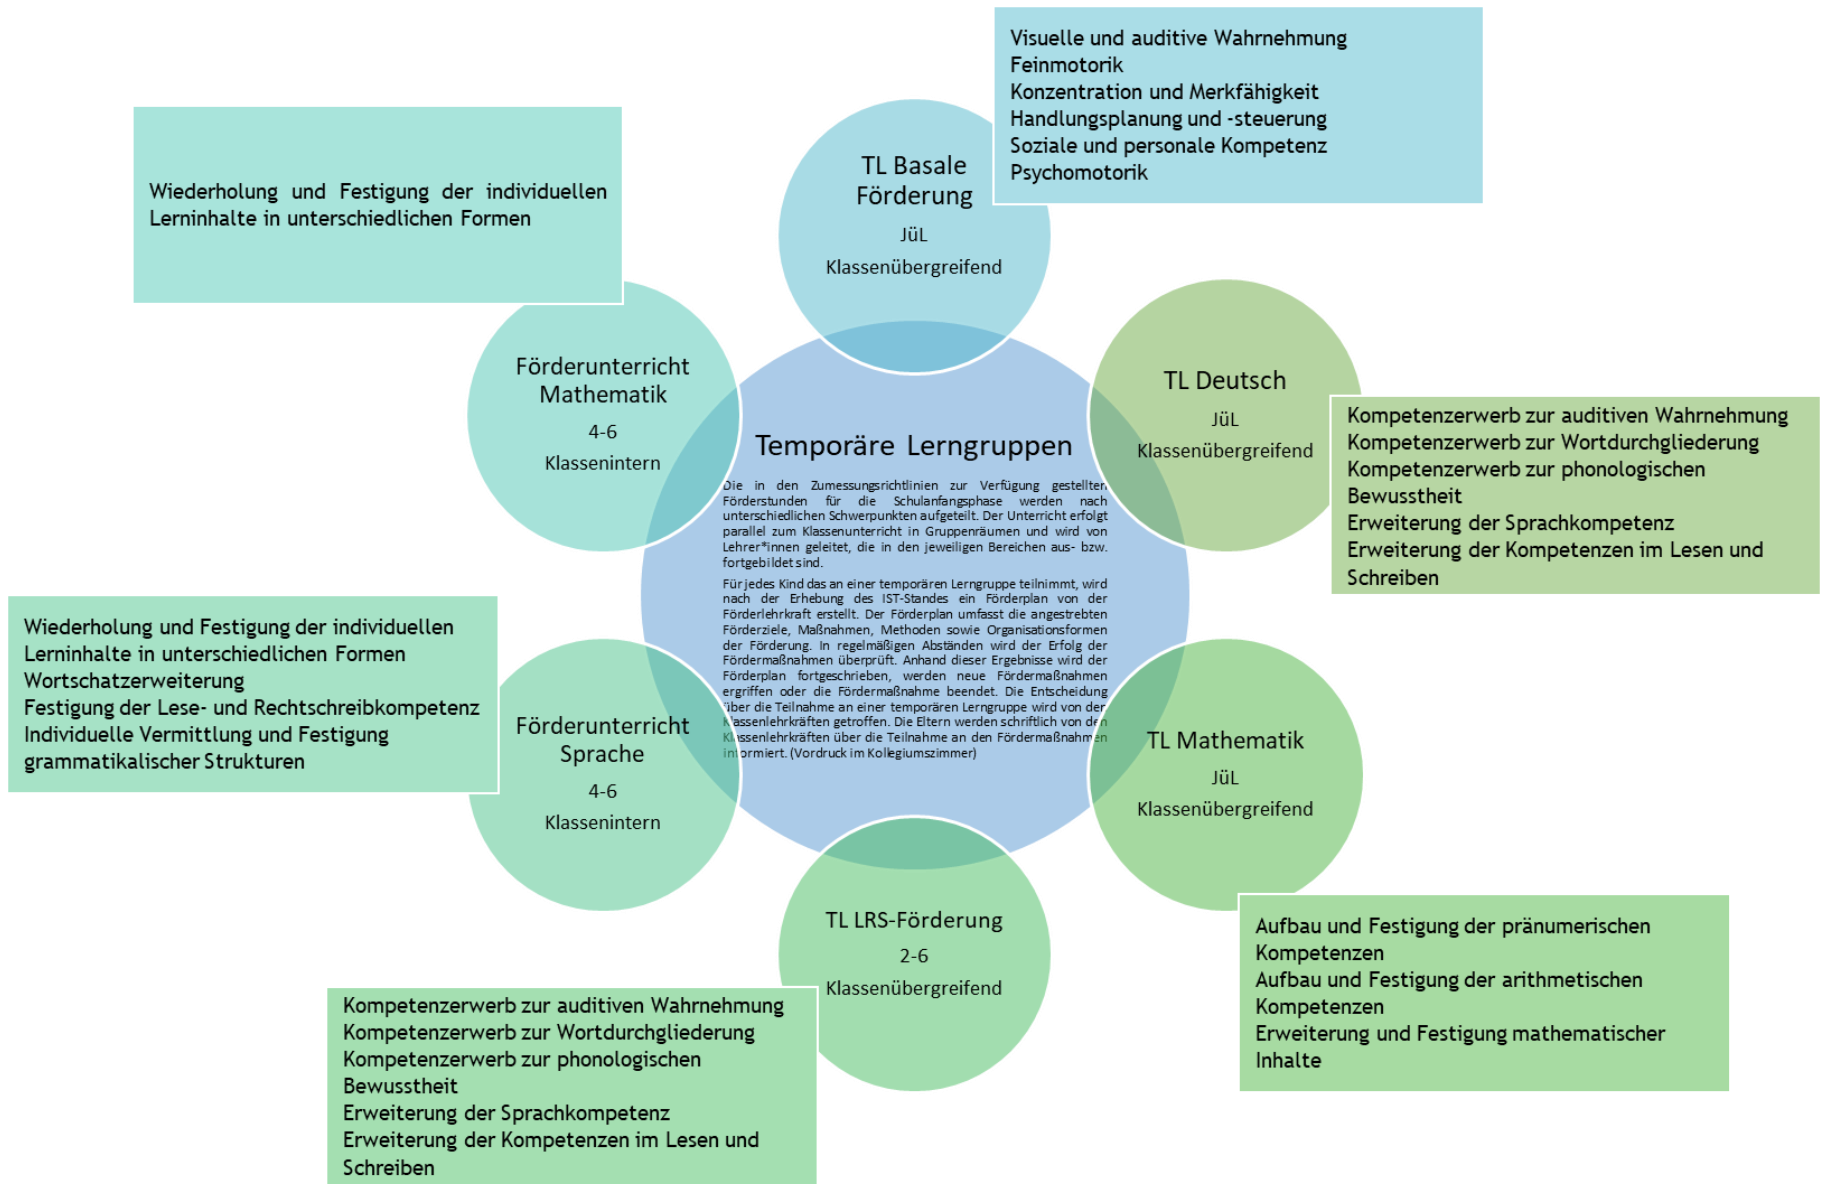 Visuelle und auditive Wahrnehmung
Feinmotorik
Konzentration und Merkfähigkeit
Handlungsplanung und -steuerung
Soziale und personale Kompetenz
Psychomotorik
TL Basale
Förderung
JüL
Klassenübergreifend
Wiederholung und Festigung der individuellen
Lerninhalte in unterschiedlichen Formen
Förderunterricht
Mathematik
4-6
Klassenintern
TL Deutsch
JüL
Klassenübergreifend
Kompetenzerwerb zur auditiven Wahrnehmung
Kompetenzerwerb zur Wortdurchgliederung
Kompetenzerwerb zur phonologischen
Bewusstheit
Erweiterung der Sprachkompetenz
Erweiterung der Kompetenzen im Lesen und
Schreiben
Temporäre Lerngruppen
Die in den Zumessungsrichtlinien zur Verfügung gestellten
Förderstunden für die Schulanfangsphase werden nach
unterschiedlichen Schwerpunkten aufgeteilt. Der Unterricht erfolgt
parallel zum Klassenunterricht in Gruppenräumen und wird von
Lehrer*innen geleitet, die in den jeweiligen Bereichen aus- bzw.
fortgebildet sind.
Für jedes Kind das an einer temporären Lerngruppe teilnimmt, wird
nach der Erhebung des IST-Standes ein Förderplan von der
Förderlehrkraft erstellt. Der Förderplan umfasst die angestrebten
Förderziele, Maßnahmen, Methoden sowie Organisationsformen
der Förderung. In regelmäßigen Abständen wird der Erfolg der
Fördermaßnahmen überprüft. Anhand dieser Ergebnisse wird der
Förderplan fortgeschrieben, werden neue Fördermaßnahmen
ergriffen oder die Fördermaßnahme beendet. Die Entscheidung
über die Teilnahme an einer temporären Lerngruppe wird von den
Klassenlehrkräften getroffen. Die Eltern werden schriftlich von den
Klassenlehrkräften über die Teilnahme an den Fördermaßnahmen
informiert. (Vordruck im Kollegiumszimmer)
Wiederholung und Festigung der individuellen
Lerninhalte in unterschiedlichen Formen
Wortschatzerweiterung
Festigung der Lese- und Rechtschreibkompetenz
Individuelle Vermittlung und Festigung
grammatikalischer Strukturen
Förderunterricht
Sprache
4-6
Klassenintern
TL Mathematik
JüL
Klassenübergreifend
Aufbau und Festigung der pränumerischen
Kompetenzen
Aufbau und Festigung der arithmetischen
Kompetenzen
Erweiterung und Festigung mathematischer
Inhalte
TL LRS-Förderung
2-6
Klassenübergreifend
Kompetenzerwerb zur auditiven Wahrnehmung
Kompetenzerwerb zur Wortdurchgliederung
Kompetenzerwerb zur phonologischen
Bewusstheit
Erweiterung der Sprachkompetenz
Erweiterung der Kompetenzen im Lesen und
Schreiben